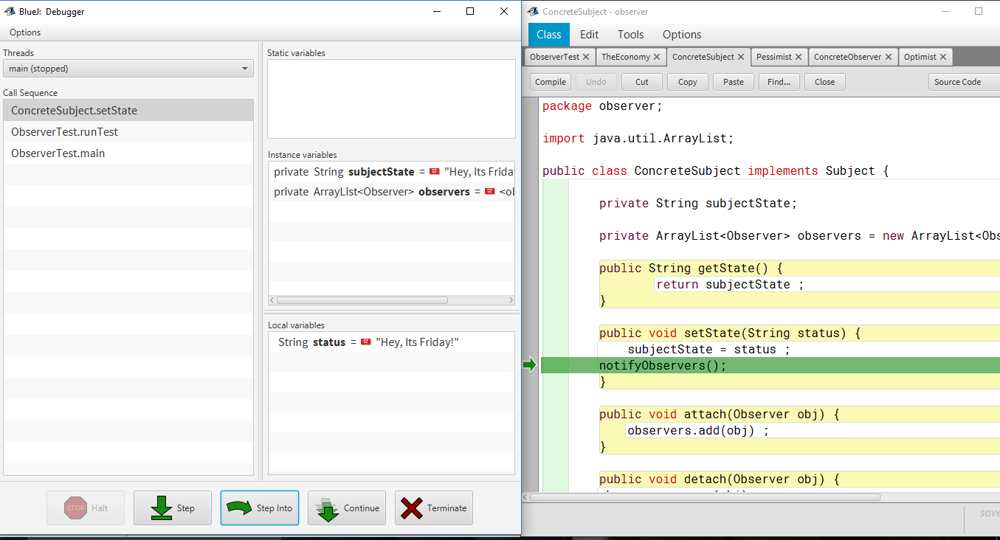 BlueJ: Debugger
Options
Threads
main (stopped)
Call Sequence
ConcreteSubject.setState
ObserverTest.runTest
ObserverTest.main
Static variables
Instance variables
private String subjectState = "Hey, Its Friday
private ArrayList<Observer> observers = <ob
Local variables
String status = "Hey, Its Friday!"
STOP Halt
Step
Step Into
Continue
Terminate
ConcreteSubject - observer
Class Edit Tools Options
ObserverTest TheEconomy ConcreteSubject Pessimist ConcreteObserver Optimist
Compile Undo Cut Copy Paste Find... Close Source Code
package observer;
import java.util.ArrayList;
public class ConcreteSubject implements Subject {
private String subjectState;
private ArrayList<Observer> observers = new ArrayList<Obs
public String getState() {
return subjectState ;
}
public void setState(String status) {
subjectState = status ;
notifyObservers();
}
public void attach(Observer obj) {
observers.add(obj) ;
}
public void detach(Observer obj) {
save